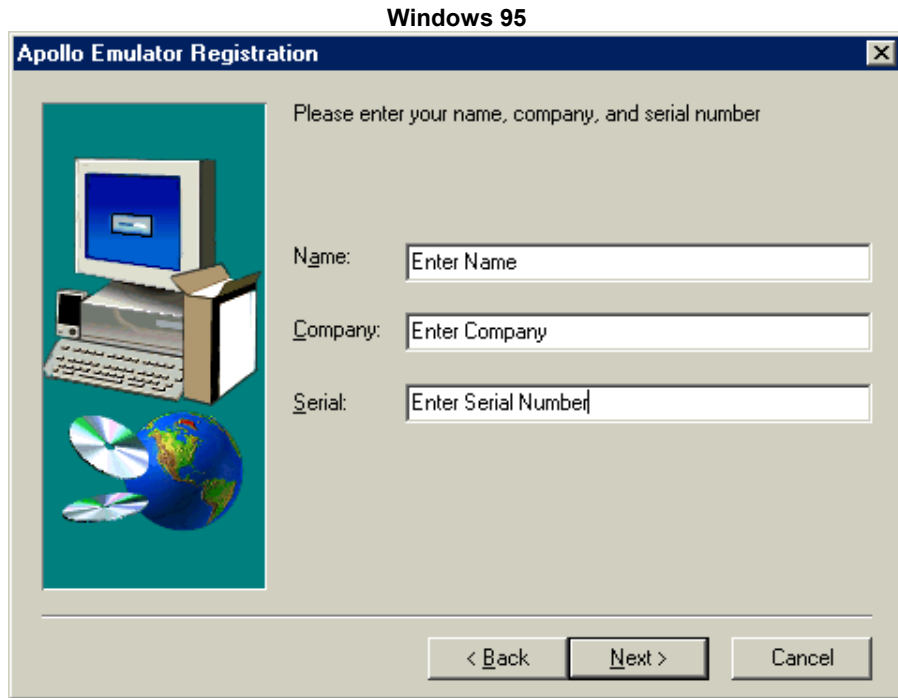 Windows 95
Apollo Emulator Registration
Please enter your name, company, and serial number
Name: Enter Name
Company: Enter Company
Serial: Enter Serial Number
< Back Next > Cancel